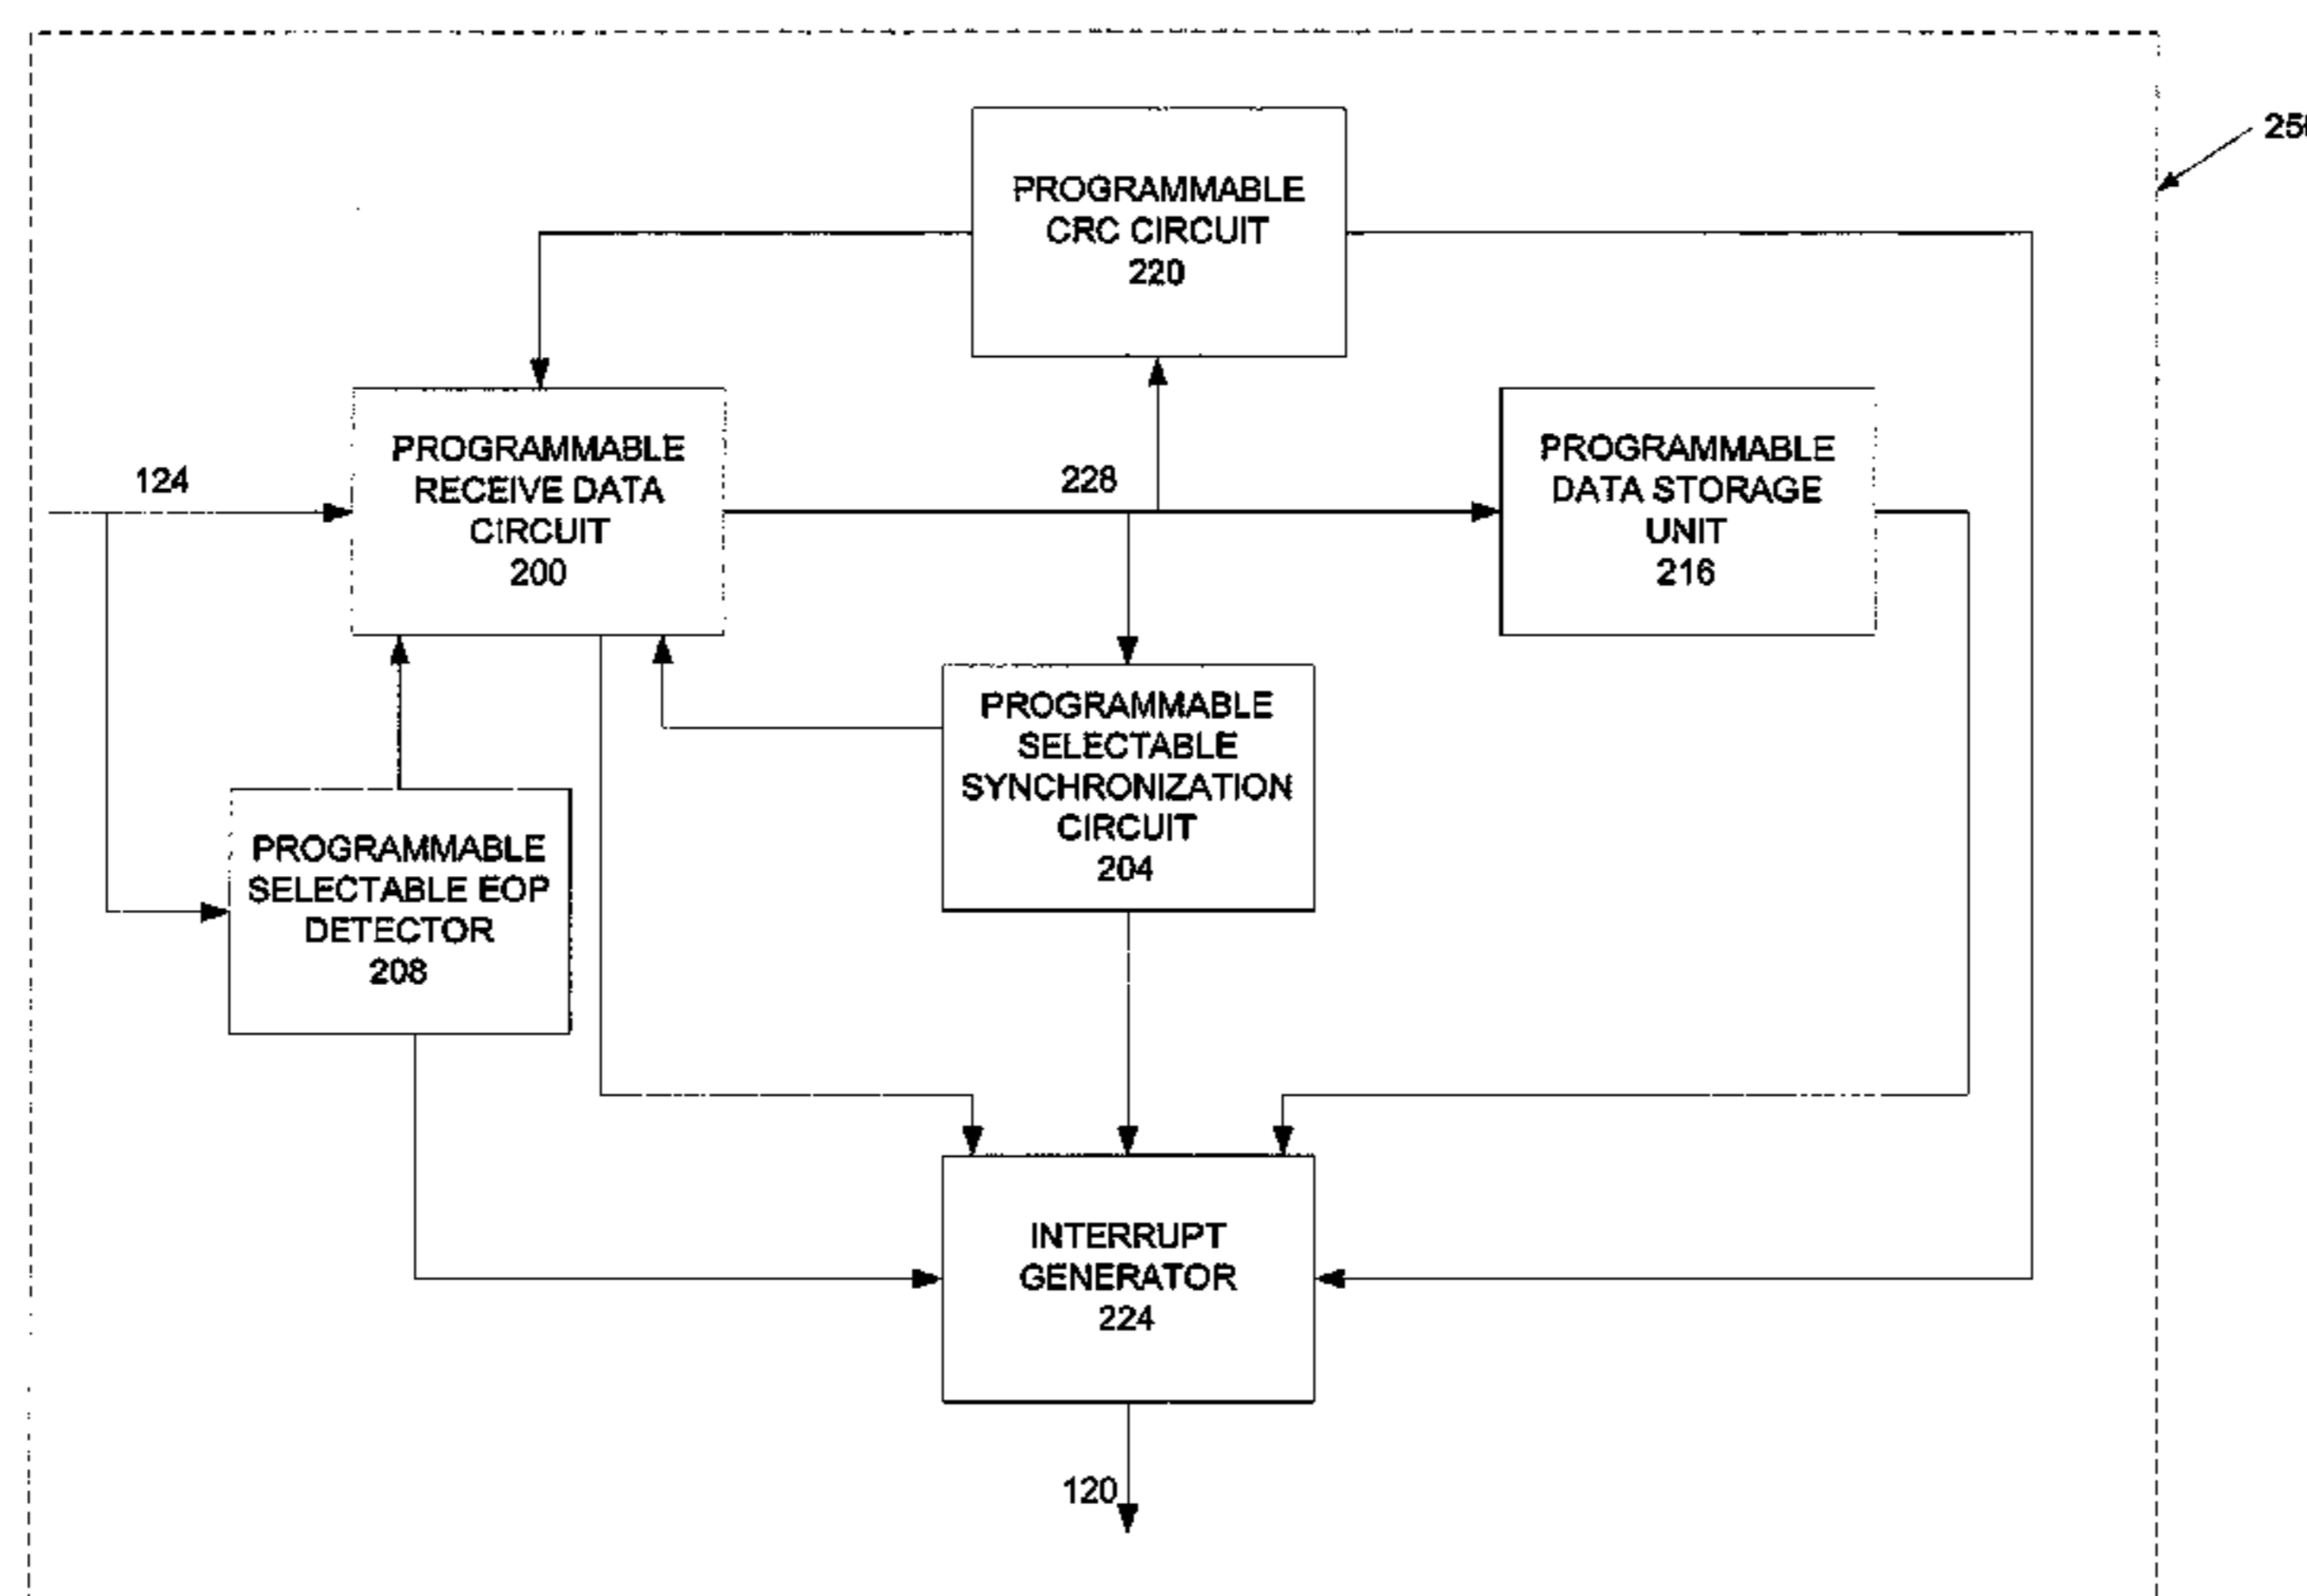 PROGRAMMABLE
CRC CIRCUIT
220
PROGRAMMABLE
RECEIVE DATA
CIRCUIT
200
124
228
PROGRAMMABLE
DATA STORAGE
UNIT
216
PROGRAMMABLE
SELECTABLE
SYNCHRONIZATION
CIRCUIT
204
PROGRAMMABLE
SELECTABLE EOP
DETECTOR
208
INTERRUPT
GENERATOR
224
120